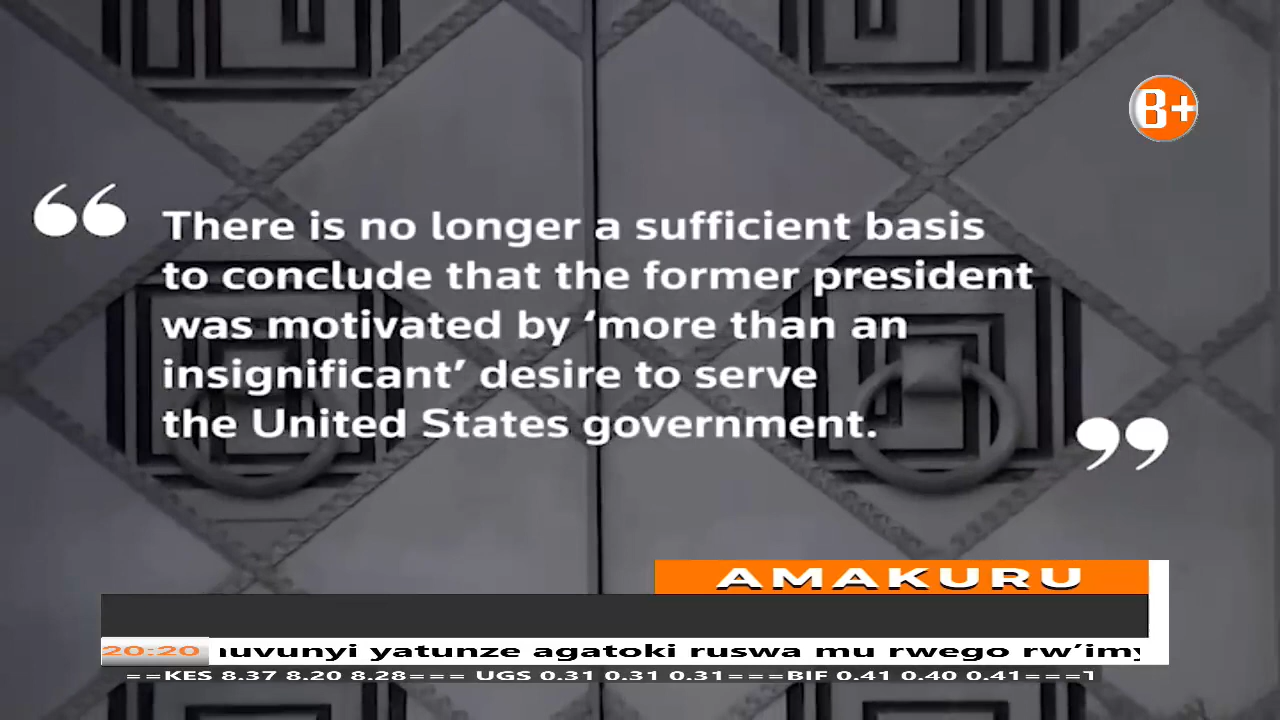 B+
“ There is no longer a sufficient basis
to conclude that the former president
was motivated by ‘more than an
insignificant’ desire to serve
the United States government. ”
AMAKURU
20:20 yatunze agatoki ruswa mu rwego
==KES 8.37 8.20 8.28=== UGS 0.31 0.31 0.31===BIF 0.41 0.40 0.41===